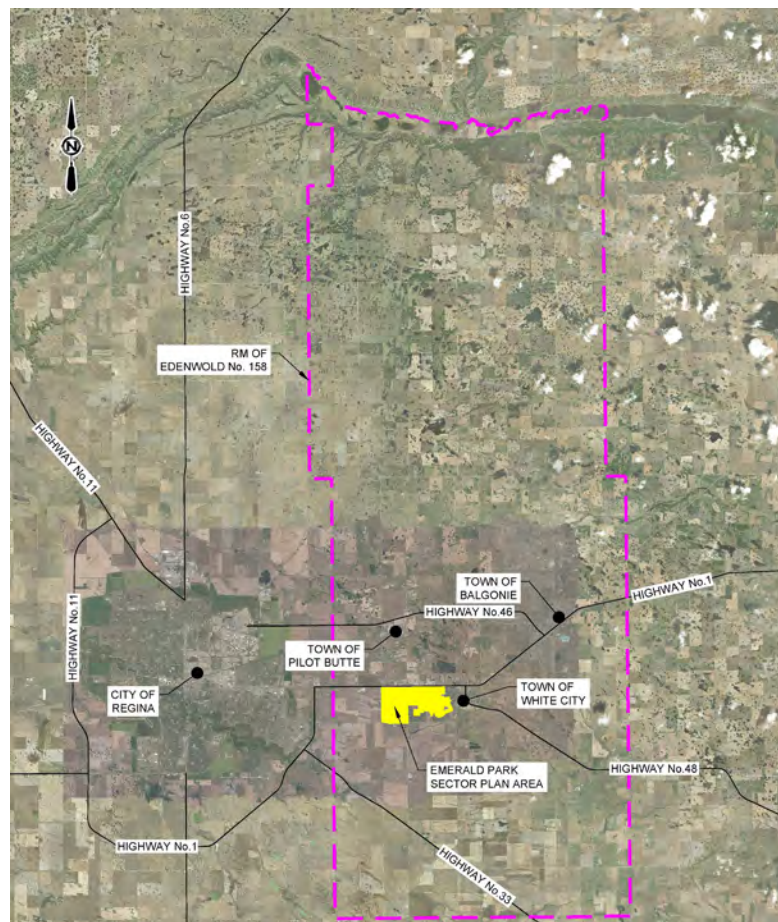 N
HIGHWAY No.6
RM OF
EDENWOLD No. 158
HIGHWAY No.11
HIGHWAY No.11
TOWN OF
BALGONIE
HIGHWAY No.1
HIGHWAY No.46
TOWN OF
PILOT BUTTE
CITY OF
REGINA
TOWN OF
WHITE CITY
EMERALD PARK
SECTOR PLAN AREA
HIGHWAY No.48
HIGHWAY No.1
HIGHWAY No.33